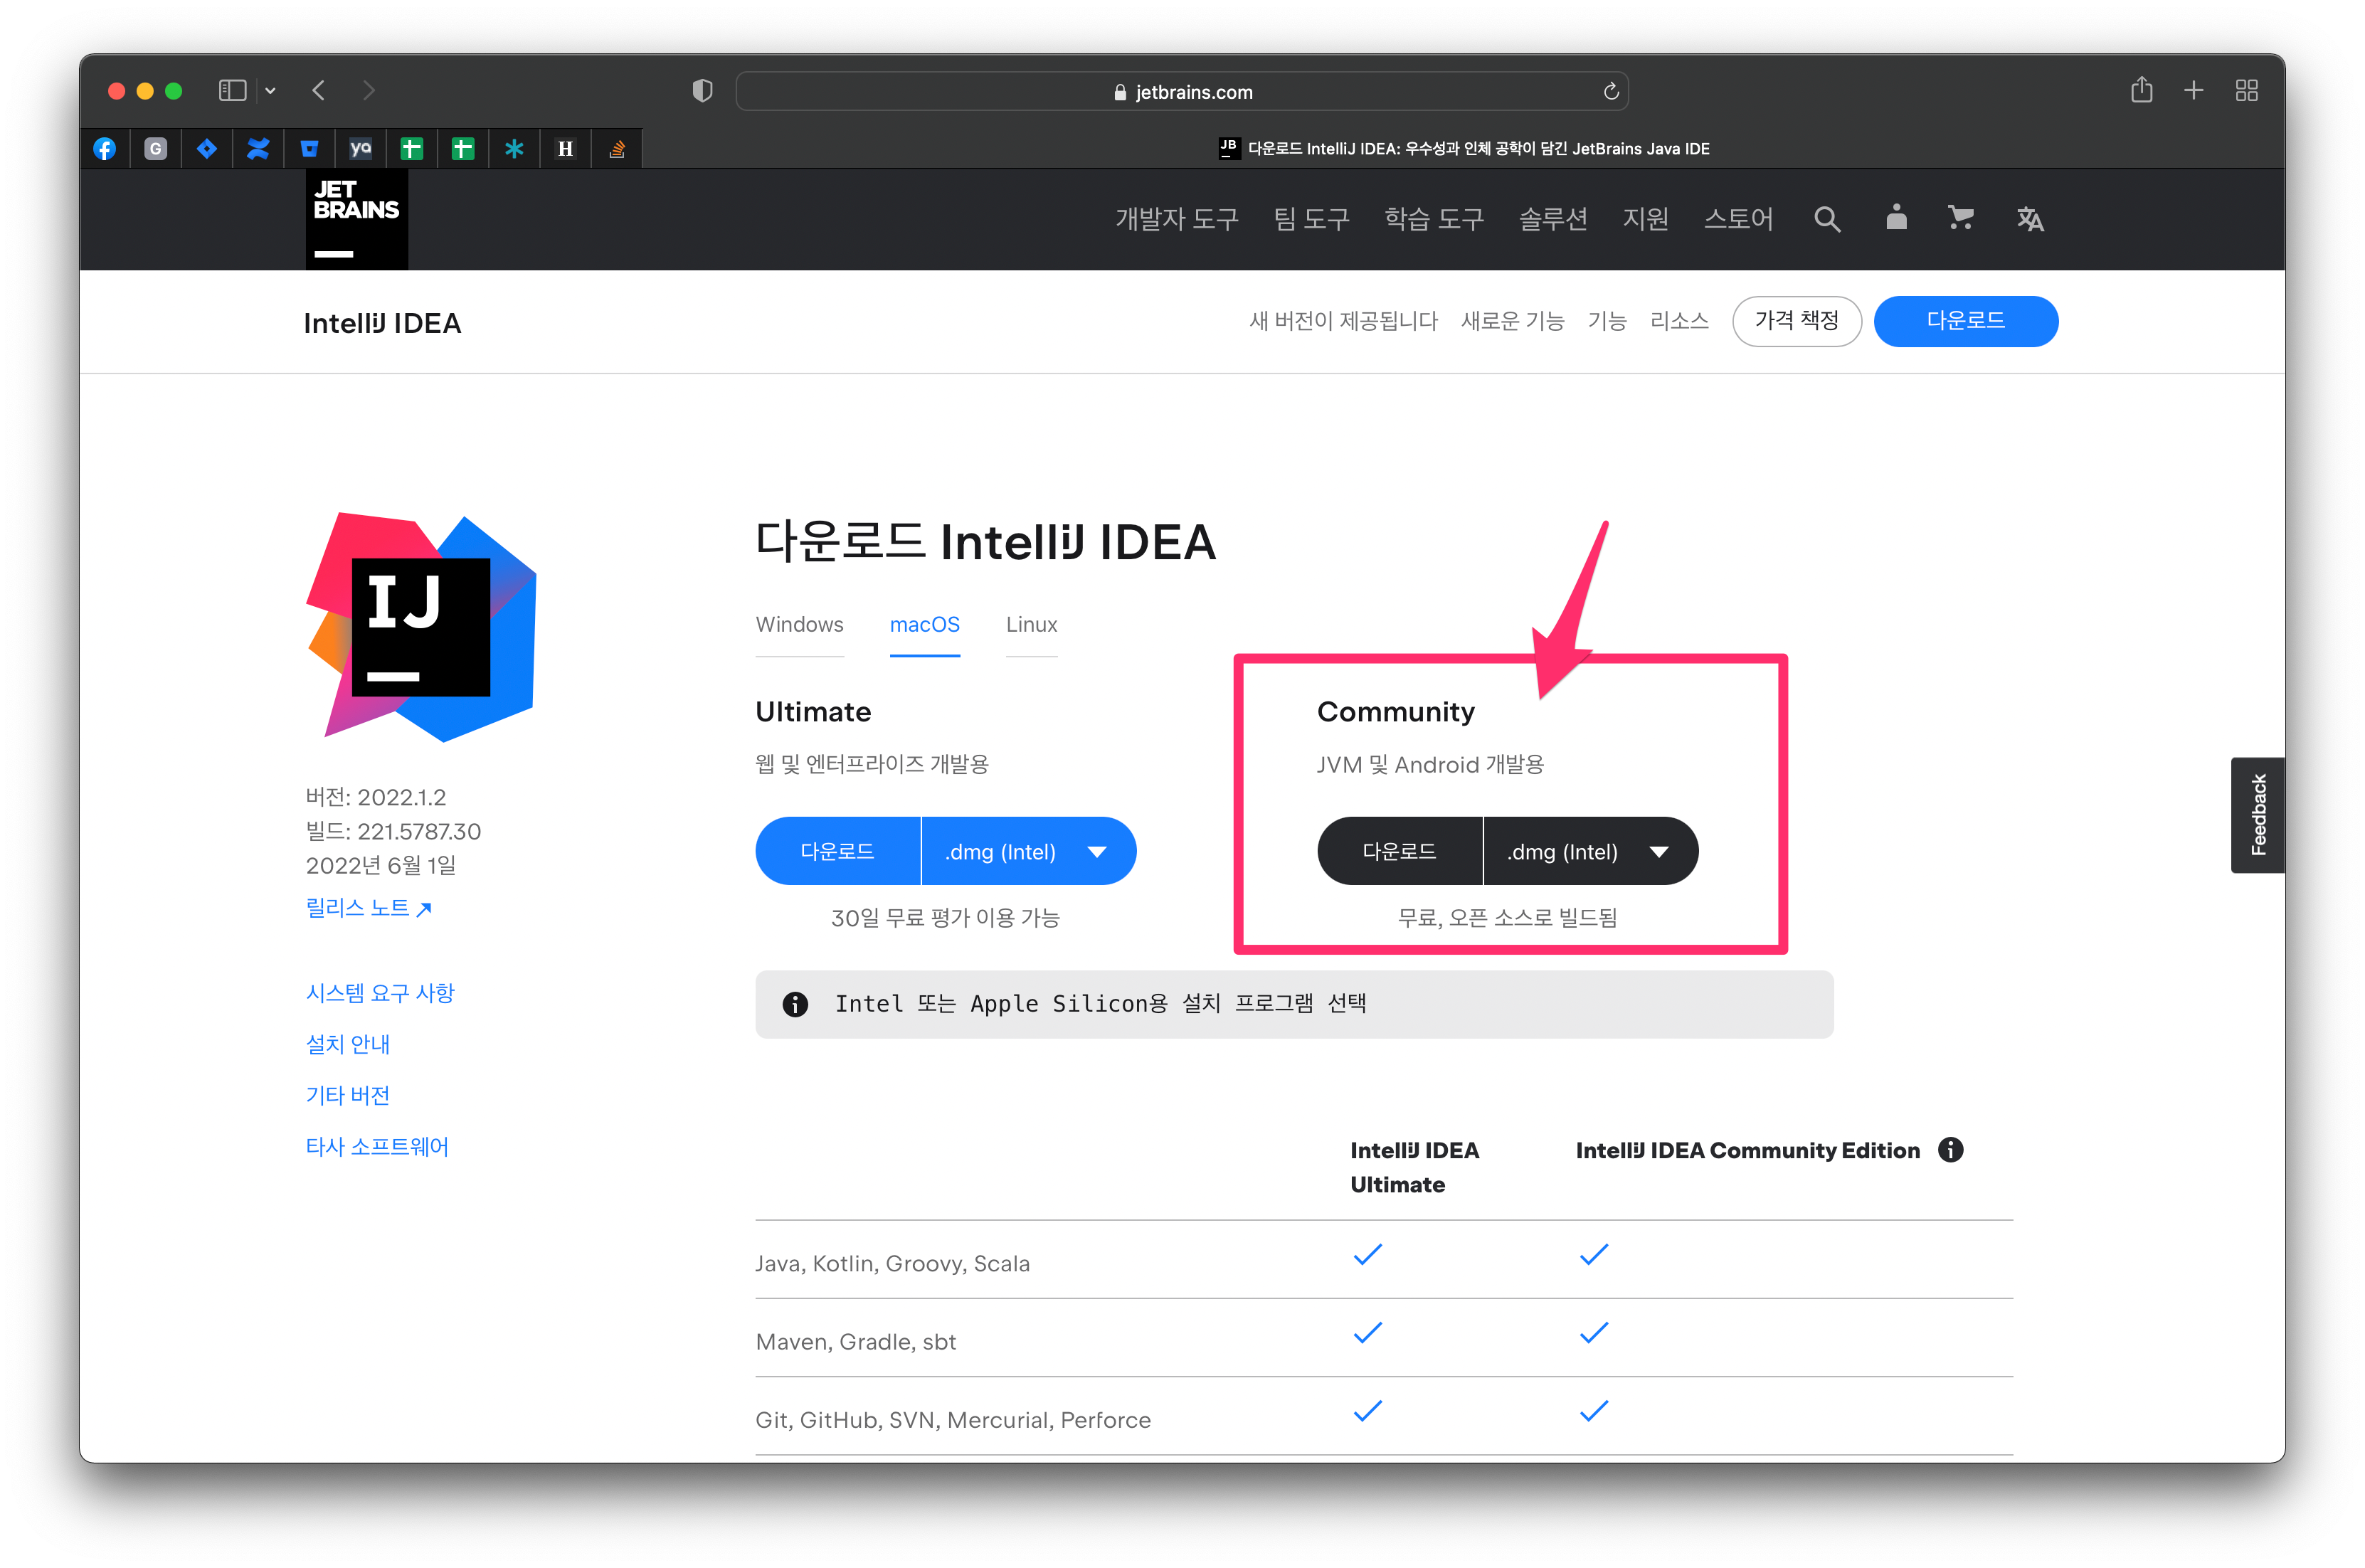 jetbrains.com
G
ya
H
JB
다운로드 IntelliJ IDEA: 우수성과 인체 공학이 담긴 JetBrains Java IDE
JET
BRAINS
개발자 도구 팀 도구 학습 도구 솔루션 지원 스토어
IntelliJ IDEA
새 버전이 제공됩니다 새로운 기능 기능 리소스 가격 책정 다운로드
IJ
버전: 2022.1.2
빌드: 221.5787.30
2022년 6월 1일
릴리스 노트 ↗
시스템 요구 사항
설치 안내
기타 버전
타사 소프트웨어
다운로드 IntelliJ IDEA
Windows macOS Linux
Ultimate
웹 및 엔터프라이즈 개발용
다운로드 .dmg (Intel)
30일 무료 평가 이용 가능
Community
JVM 및 Android 개발용
다운로드 .dmg (Intel)
무료, 오픈 소스로 빌드됨
Intel 또는 Apple Silicon용 설치 프로그램 선택
IntelliJ IDEA
Ultimate
IntelliJ IDEA Community Edition
Java, Kotlin, Groovy, Scala
Maven, Gradle, sbt
Git, GitHub, SVN, Mercurial, Perforce
Feedback